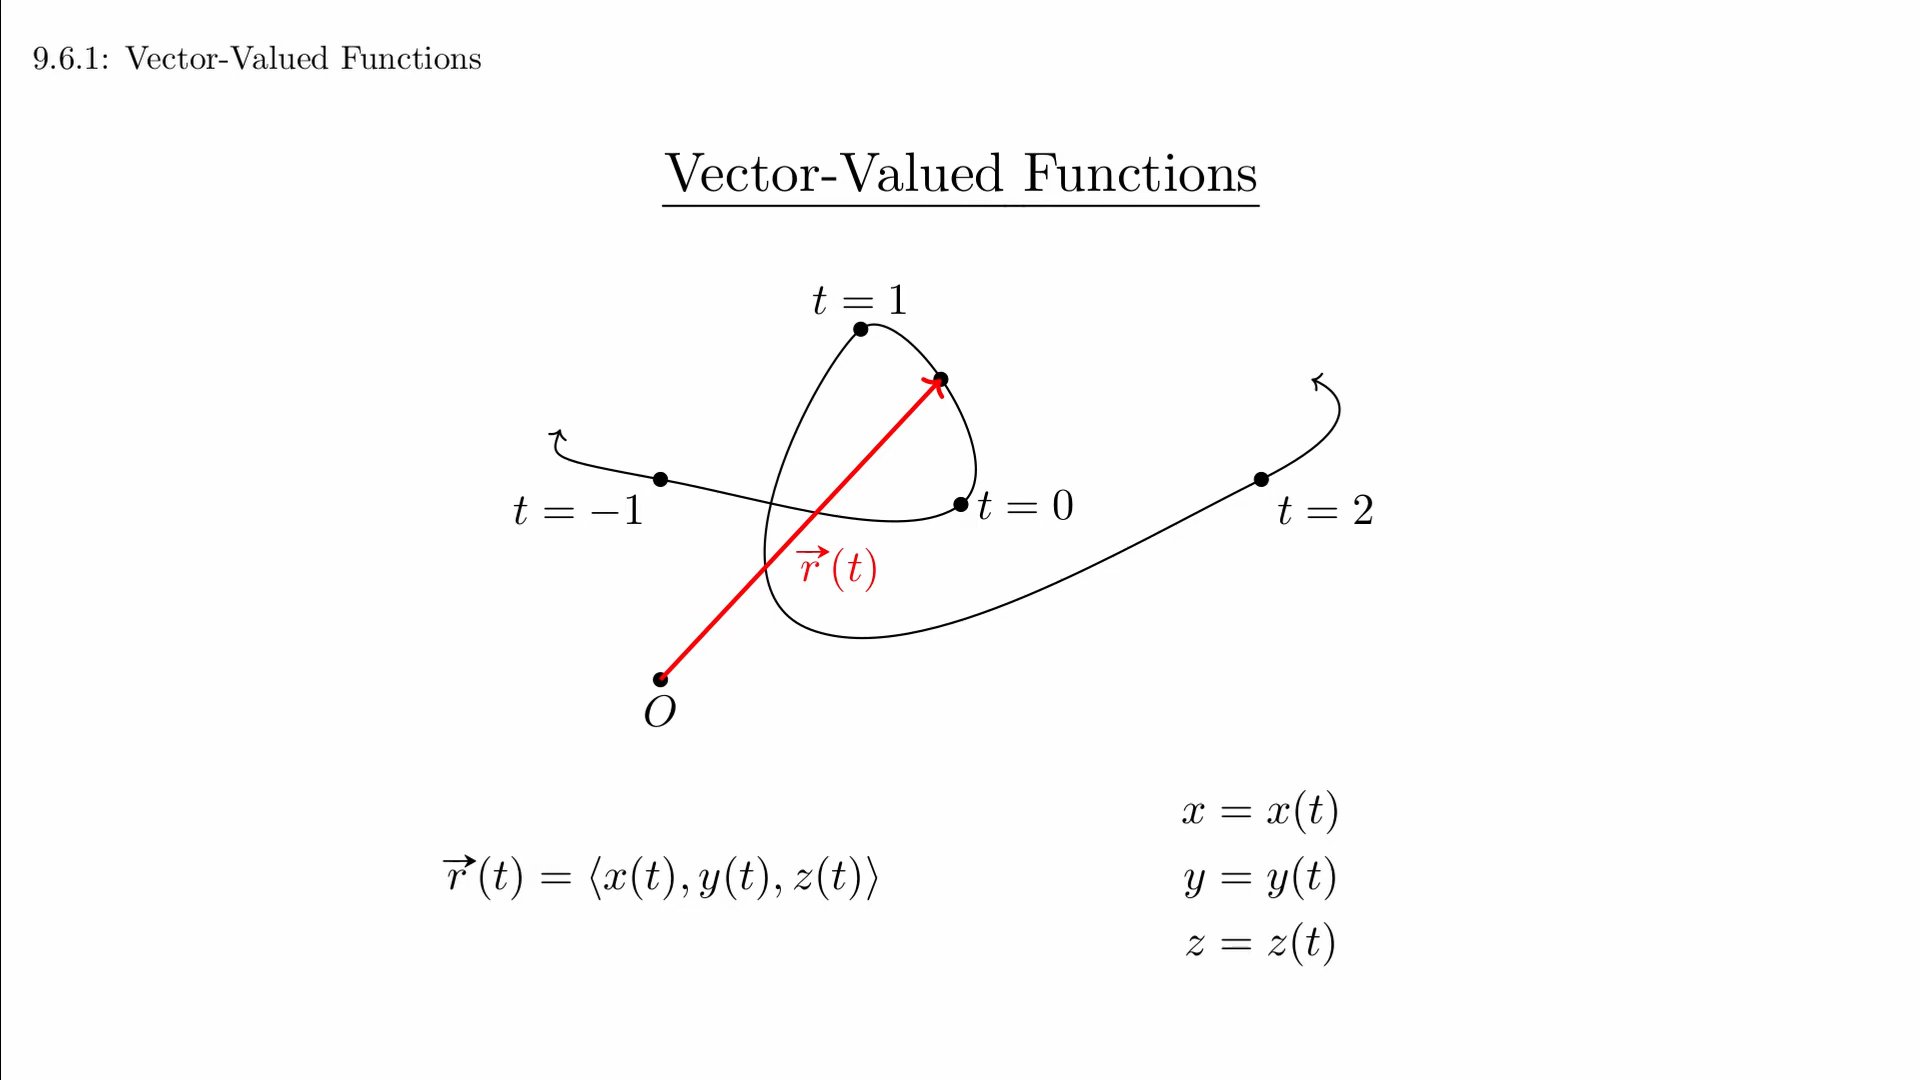 9.6.1: Vector-Valued Functions
Vector-Valued Functions
t = 1
t = −1
t = 0
t = 2
r⃗(t)
O
r⃗(t) = ⟨x(t), y(t), z(t)⟩
x = x(t)
y = y(t)
z = z(t)